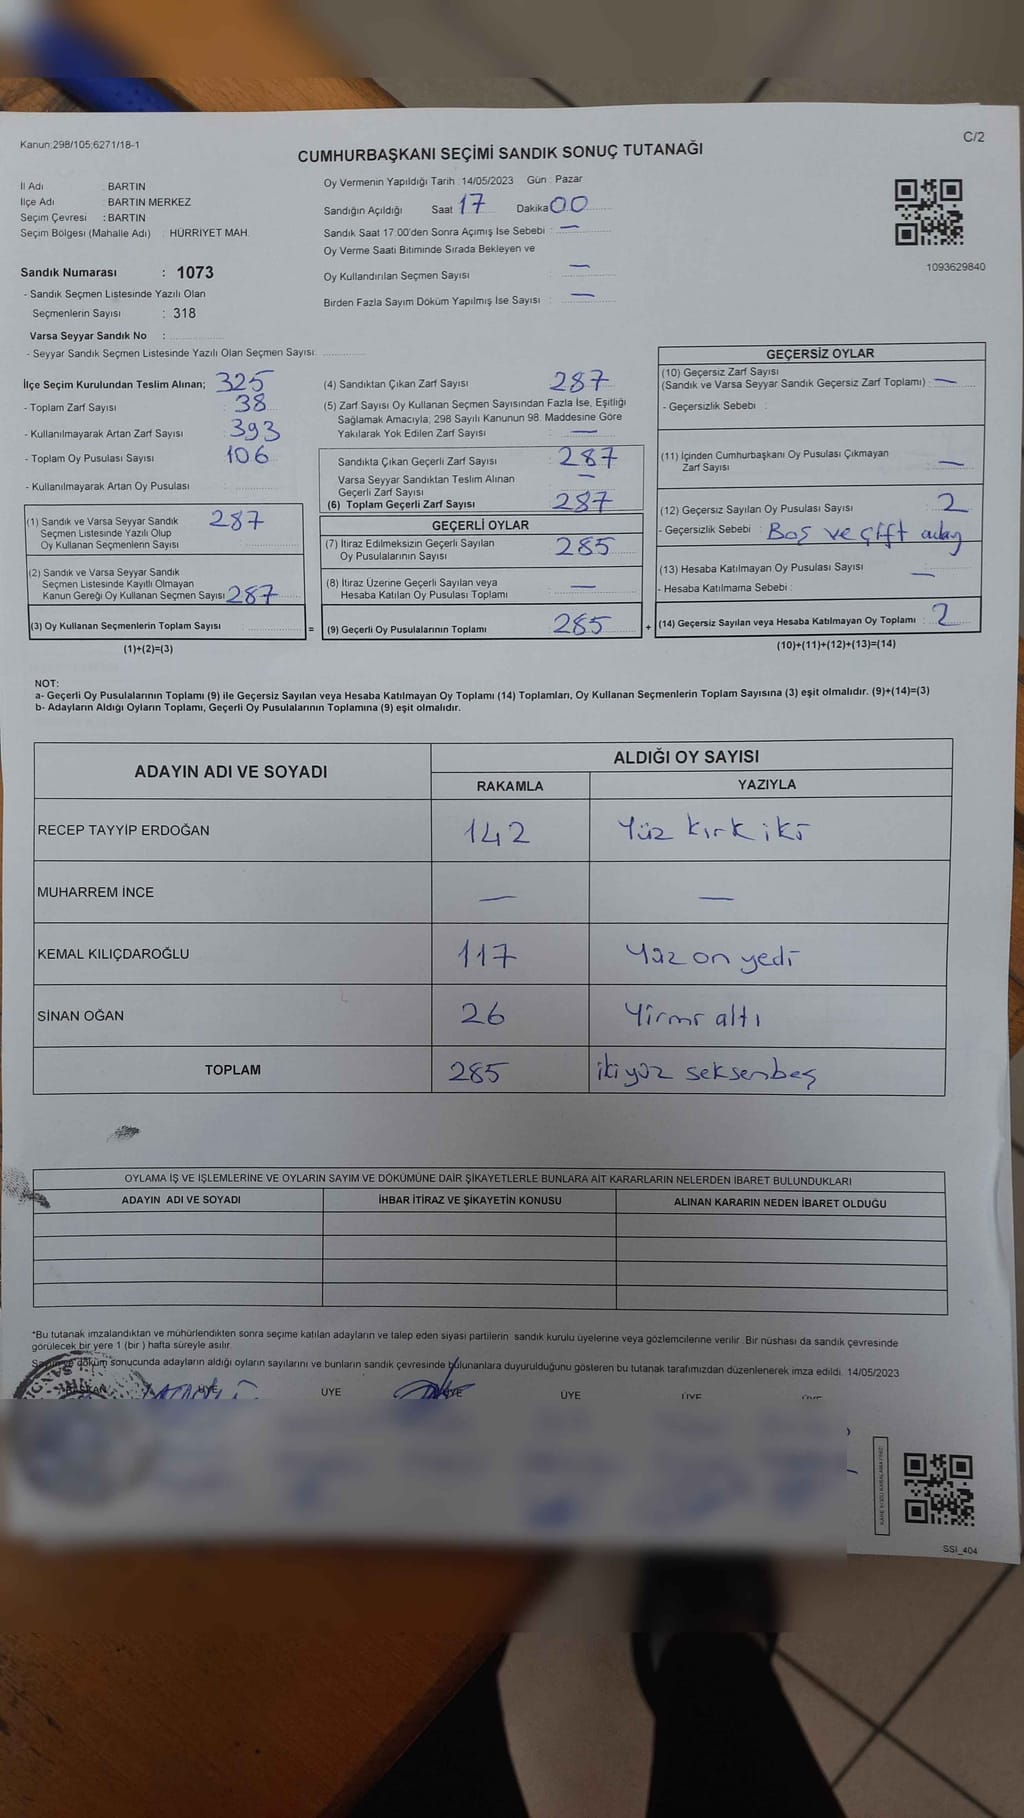 Kanun:298/105;6271/18-1
C/2
CUMHURBAŞKANI SEÇİMİ SANDIK SONUÇ TUTANAĞI
İl Adı : BARTIN
İlçe Adı : BARTIN MERKEZ
Seçim Çevresi : BARTIN
Seçim Bölgesi (Mahalle Adı) : HÜRRİYET MAH.
Sandık Numarası : 1073
- Sandık Seçmen Listesinde Yazılı Olan
Seçmenlerin Sayısı : 318
Varsa Seyyar Sandık No :
- Seyyar Sandık Seçmen Listesinde Yazılı Olan Seçmen Sayısı:
Oy Vermenin Yapıldığı Tarih : 14/05/2023 Gün : Pazar
Sandığın Açıldığı Saat 17 Dakika 00
Sandık Saat 17:00'den Sonra Açımış İse Sebebi : —
Oy Verme Saati Bitiminde Sırada Bekleyen ve
Oy Kullandırılan Seçmen Sayısı —
Birden Fazla Sayım Döküm Yapılmış İse Sayısı : —
1093629840
İlçe Seçim Kurulundan Teslim Alınan; 325
- Toplam Zarf Sayısı : 38
- Kullanılmayarak Artan Zarf Sayısı 393
- Toplam Oy Pusulası Sayısı 106
- Kullanılmayarak Artan Oy Pusulası
(1) Sandık ve Varsa Seyyar Sandık 287
Seçmen Listesinde Yazılı Olup
Oy Kullanan Seçmenlerin Sayısı
(2) Sandık ve Varsa Seyyar Sandık
Seçmen Listesinde Kayıtlı Olmayan
Kanun Gereği Oy Kullanan Seçmen Sayısı 287
(3) Oy Kullanan Seçmenlerin Toplam Sayısı
(1)+(2)=(3)
(4) Sandıktan Çıkan Zarf Sayısı 287
(5) Zarf Sayısı Oy Kullanan Seçmen Sayısından Fazla İse, Eşitliği
Sağlamak Amacıyla; 298 Sayılı Kanunun 98. Maddesine Göre
Yakılarak Yok Edilen Zarf Sayısı —
Sandıkta Çıkan Geçerli Zarf Sayısı 287
Varsa Seyyar Sandıktan Teslim Alınan —
Geçerli Zarf Sayısı
(6) Toplam Geçerli Zarf Sayısı 287
GEÇERLİ OYLAR
(7) İtiraz Edilmeksizin Geçerli Sayılan
Oy Pusulalarının Sayısı 285
(8) İtiraz Üzerine Geçerli Sayılan veya
Hesaba Katılan Oy Pusulası Toplamı —
= (9) Geçerli Oy Pusulalarının Toplamı 285
GEÇERSİZ OYLAR
(10) Geçersiz Zarf Sayısı
(Sandık ve Varsa Seyyar Sandık Geçersiz Zarf Toplamı) : —
- Geçersizlik Sebebi :
(11) İçinden Cumhurbaşkanı Oy Pusulası Çıkmayan
Zarf Sayısı —
(12) Geçersiz Sayılan Oy Pusulası Sayısı 2
- Geçersizlik Sebebi : Boş ve çift aday
(13) Hesaba Katılmayan Oy Pusulası Sayısı —
- Hesaba Katılmama Sebebi :
+ (14) Geçersiz Sayılan veya Hesaba Katılmayan Oy Toplamı : 2
(10)+(11)+(12)+(13)=(14)
NOT:
a- Geçerli Oy Pusulalarının Toplamı (9) ile Geçersiz Sayılan veya Hesaba Katılmayan Oy Toplamı (14) Toplamları, Oy Kullanan Seçmenlerin Toplam Sayısına (3) eşit olmalıdır. (9)+(14)=(3)
b- Adayların Aldığı Oyların Toplamı, Geçerli Oy Pusulalarının Toplamına (9) eşit olmalıdır.
ADAYIN ADI VE SOYADI
ALDIĞI OY SAYISI
RAKAMLA YAZIYLA
RECEP TAYYİP ERDOĞAN 142 Yüz kırk iki
MUHARREM İNCE — —
KEMAL KILIÇDAROĞLU 117 Yüz on yedi
SİNAN OĞAN 26 Yirmi altı
TOPLAM 285 iki yüz seksenbeş
OYLAMA İŞ VE İŞLEMLERİNE VE OYLARIN SAYIM VE DÖKÜMÜNE DAİR ŞİKAYETLERLE BUNLARA AİT KARARLARIN NELERDEN İBARET BULUNDUKLARI
ADAYIN ADI VE SOYADI İHBAR İTİRAZ VE ŞİKAYETİN KONUSU ALINAN KARARIN NEDEN İBARET OLDUĞU
*Bu tutanak imzalandıktan ve mühürlendikten sonra seçime katılan adayların ve talep eden siyasi partilerin sandık kurulu üyelerine veya gözlemcilerine verilir. Bir nüshası da sandık çevresinde
görülecek bir yere 1 (bir ) hafta süreyle asılır.
Sayım ve döküm sonucunda adayların aldığı oyların sayılarını ve bunların sandık çevresinde bulunanlara duyurulduğunu gösteren bu tutanak tarafımızdan düzenlenerek imza edildi. 14/05/2023
BAŞKAN ÜYE ÜYE ÜYE ÜYE ÜYE ÜYE
SSI_404